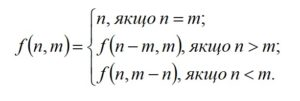 n, якщо n = m;
f(n,m) = { f(n − m, m), якщо n > m;
f(n, m − n), якщо n < m.